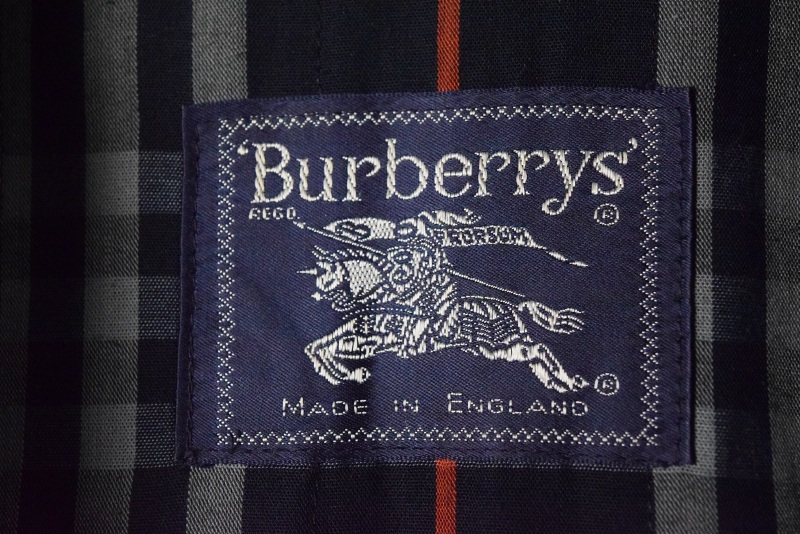 'Burberrys'
REGD. ®
PRORSUM
®
MADE IN ENGLAND